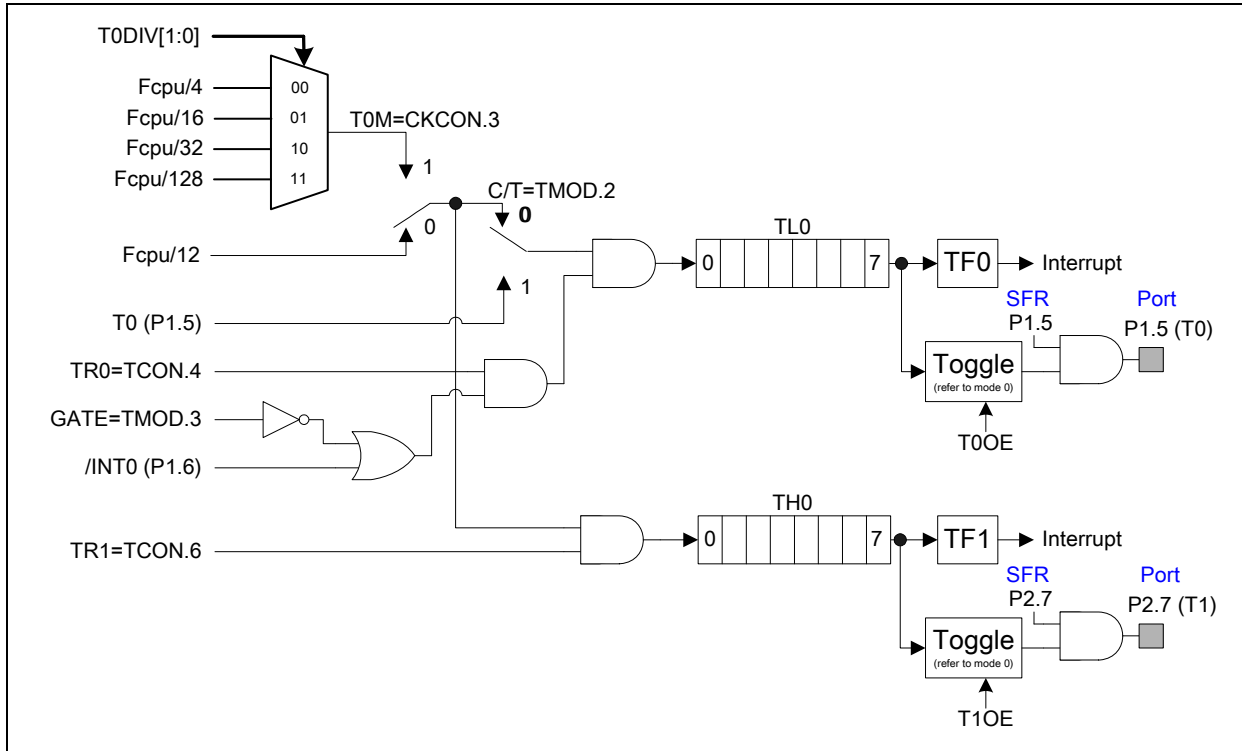 T0DIV[1:0]
Fcpu/4
00
Fcpu/16
01
T0M=CKCON.3
Fcpu/32
10
Fcpu/128
11
1
C/T=TMOD.2
0
0
Fcpu/12
TL0
0
7
TF0
Interrupt
1
SFR
Port
T0 (P1.5)
P1.5
P1.5 (T0)
TR0=TCON.4
Toggle
(refer to mode 0)
GATE=TMOD.3
T0OE
/INT0 (P1.6)
TH0
0
7
TF1
Interrupt
TR1=TCON.6
SFR
Port
P2.7
P2.7 (T1)
Toggle
(refer to mode 0)
T1OE